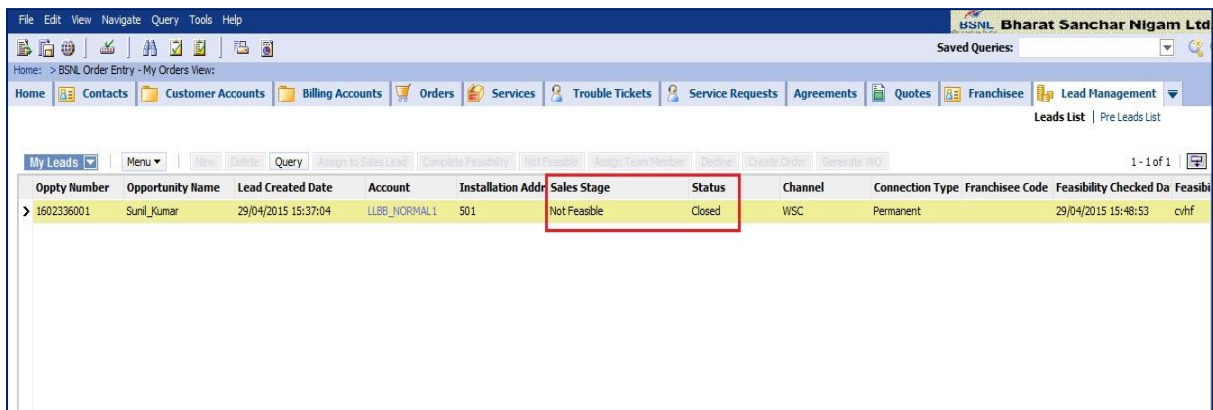 File Edit View Navigate Query Tools Help
BSNL Bharat Sanchar Nigam Ltd
Saved Queries:
Home: > BSNL Order Entry - My Orders View:
Home Contacts Customer Accounts Billing Accounts Orders Services Trouble Tickets Service Requests Agreements Quotes Franchisee Lead Management
Leads List | Pre Leads List
My Leads Menu New Delete Query Assign to Sales Lead Complete Feasibility Not Feasible Assign Team Member Decline Create Order Generate WO. 1 - 1 of 1
Oppty Number Opportunity Name Lead Created Date Account Installation Addr Sales Stage Status Channel Connection Type Franchisee Code Feasibility Checked Da Feasibi
1602336001 Sunil_Kumar 29/04/2015 15:37:04 LLBB_NORMAL1 501 Not Feasible Closed WSC Permanent 29/04/2015 15:48:53 cvhf